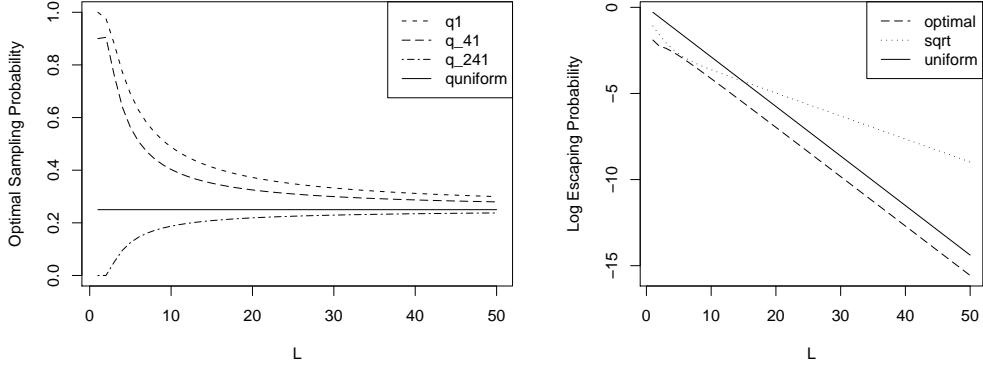 Optimal Sampling Probability
1.0
0.8
0.6
0.4
0.2
0.0
q1
q_41
q_241
quniform
0 10 20 30 40 50
L
Log Escaping Probability
0
−5
−10
−15
optimal
sqrt
uniform
0 10 20 30 40 50
L